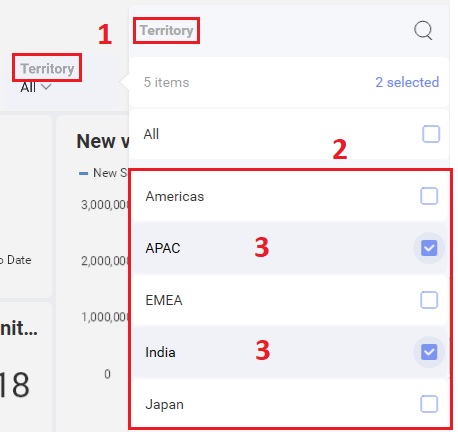 1
Territory
Territory
All
5 items
2 selected
All
2
New v
New S
3,000,000
2,000,000
1,000,000
0
o Date
nit...
18
Americas
APAC
3
EMEA
India
3
Japan